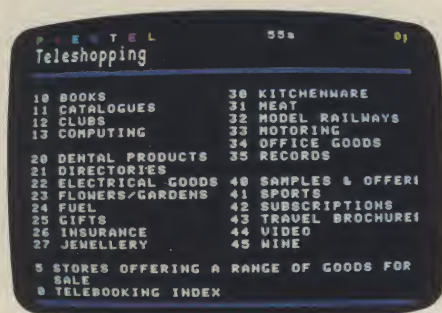 PRESTEL 55a 0p
Teleshopping
10 BOOKS
11 CATALOGUES
12 CLUBS
13 COMPUTING
20 DENTAL PRODUCTS
21 DIRECTORIES
22 ELECTRICAL GOODS
23 FLOWERS/GARDENS
24 FUEL
25 GIFTS
26 INSURANCE
27 JEWELLERY
30 KITCHENWARE
31 MEAT
32 MODEL RAILWAYS
33 MOTORING
34 OFFICE GOODS
35 RECORDS
40 SAMPLES & OFFERS
41 SPORTS
42 SUBSCRIPTIONS
43 TRAVEL BROCHURES
44 VIDEO
45 WINE
5 STORES OFFERING A RANGE OF GOODS FOR
SALE
0 TELEBOOKING INDEX